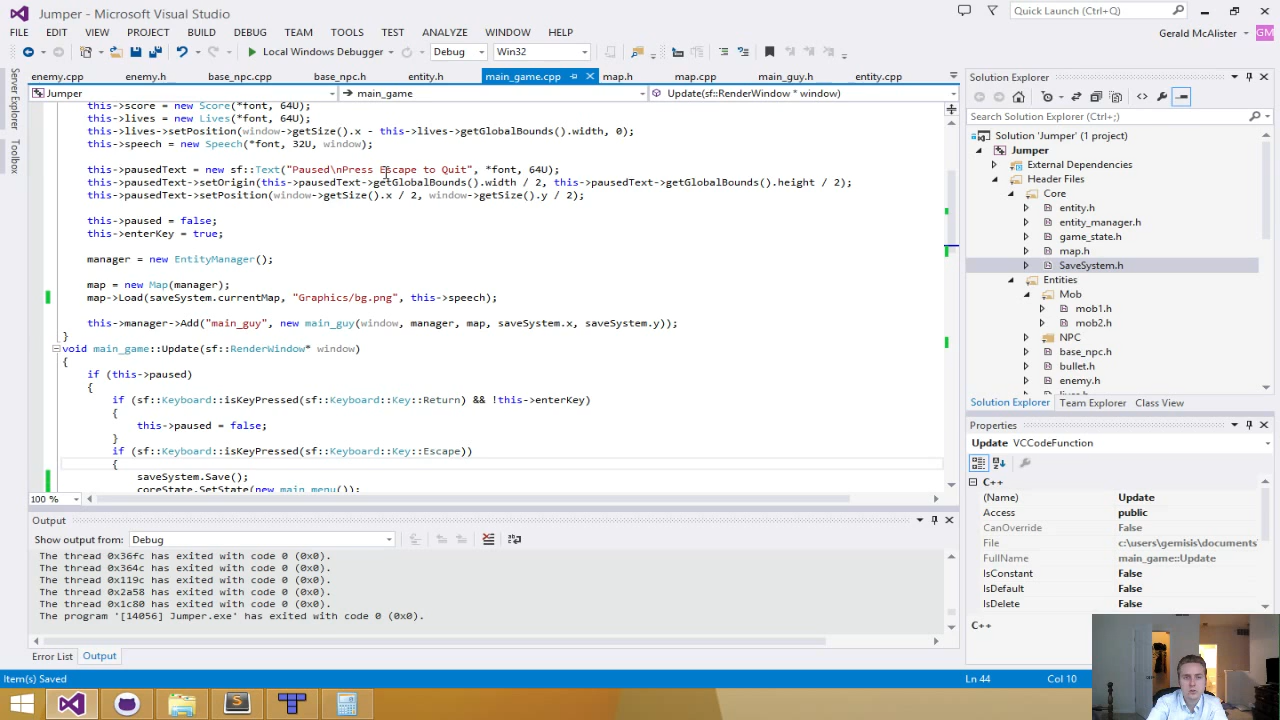 Jumper - Microsoft Visual Studio
Quick Launch (Ctrl+Q)
FILE EDIT VIEW PROJECT BUILD DEBUG TEAM TOOLS TEST ANALYZE WINDOW HELP
Gerald McAlister GM
Local Windows Debugger Debug Win32
Server Explorer
Toolbox
enemy.cpp enemy.h base_npc.cpp base_npc.h entity.h main_game.cpp map.h map.cpp main_guy.h entity.cpp
Jumper main_game Update(sf::RenderWindow * window)
this->score = new Score(*font, 64U);
this->lives = new Lives(*font, 64U);
this->lives->setPosition(window->getSize().x - this->lives->getGlobalBounds().width, 0);
this->speech = new Speech(*font, 32U, window);
this->pausedText = new sf::Text("Paused\nPress Escape to Quit", *font, 64U);
this->pausedText->setOrigin(this->pausedText->getGlobalBounds().width / 2, this->pausedText->getGlobalBounds().height / 2);
this->pausedText->setPosition(window->getSize().x / 2, window->getSize().y / 2);
this->paused = false;
this->enterKey = true;
manager = new EntityManager();
map = new Map(manager);
map->Load(saveSystem.currentMap, "Graphics/bg.png", this->speech);
this->manager->Add("main_guy", new main_guy(window, manager, map, saveSystem.x, saveSystem.y));
}
void main_game::Update(sf::RenderWindow* window)
{
if (this->paused)
{
if (sf::Keyboard::isKeyPressed(sf::Keyboard::Key::Return) && !this->enterKey)
{
this->paused = false;
}
if (sf::Keyboard::isKeyPressed(sf::Keyboard::Key::Escape))
{
saveSystem.Save();
coreState.SetState(new main_menu());
100 %
Output
Show output from: Debug
The thread 0x36fc has exited with code 0 (0x0).
The thread 0x364c has exited with code 0 (0x0).
The thread 0x119c has exited with code 0 (0x0).
The thread 0x2a58 has exited with code 0 (0x0).
The thread 0x1c80 has exited with code 0 (0x0).
The program '[14056] Jumper.exe' has exited with code 0 (0x0).
Error List Output
Item(s) Saved Ln 44 Col 10
Solution Explorer
Search Solution Explorer (Ctrl+;)
Solution 'Jumper' (1 project)
Jumper
External Dependencies
Header Files
Core
entity.h
entity_manager.h
game_state.h
map.h
SaveSystem.h
Entities
Mob
mob1.h
mob2.h
NPC
base_npc.h
bullet.h
enemy.h
Solution Explorer Team Explorer Class View
Properties
Update VCCodeFunction
C++
(Name) Update
Access public
CanOverride False
File c:\users\gemisis\documents
FullName main_game::Update
IsConstant False
IsDefault False
IsDelete False
C++